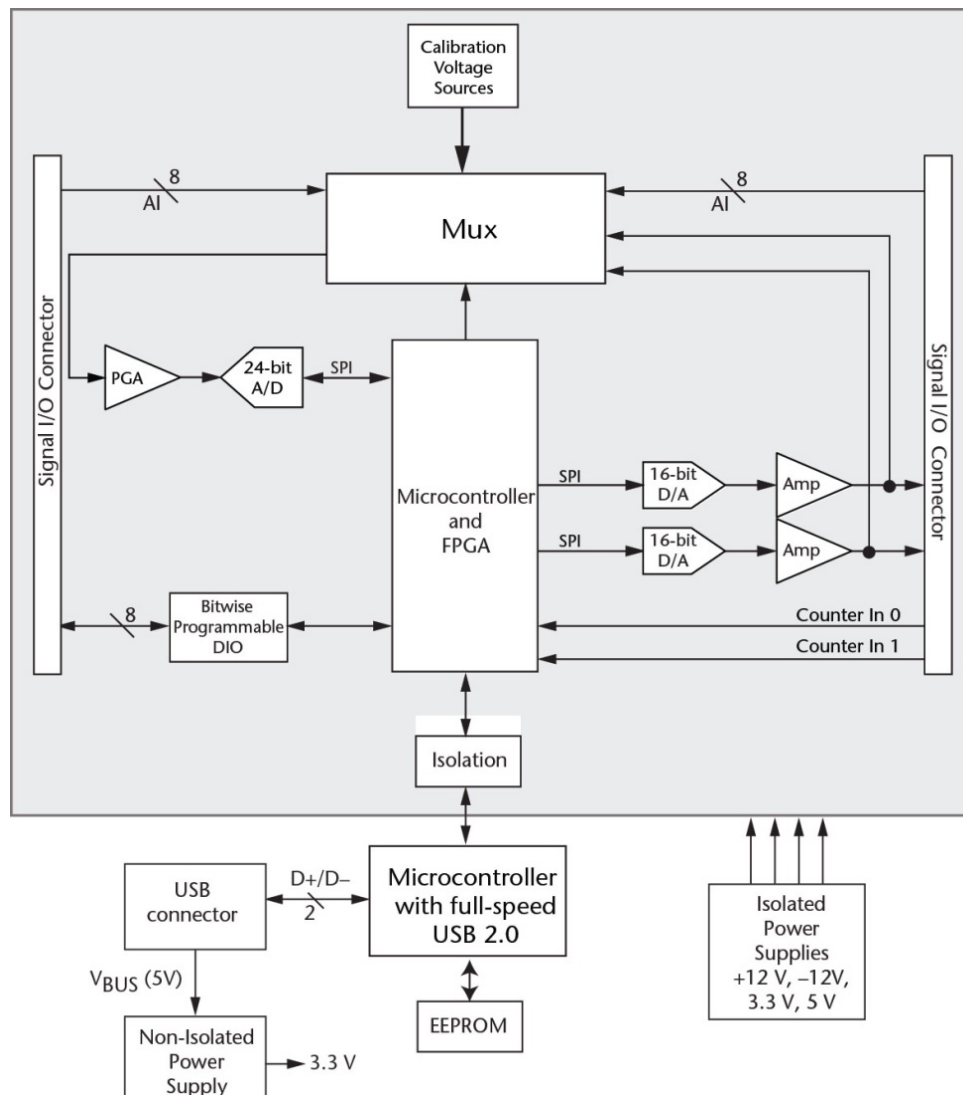 Calibration
Voltage
Sources
8
AI
Mux
8
AI
Signal I/O Connector
PGA
24-bit
A/D
SPI
Microcontroller
and
FPGA
SPI
16-bit
D/A
Amp
SPI
16-bit
D/A
Amp
Signal I/O Connector
8
Bitwise
Programmable
DIO
Counter In 0
Counter In 1
Isolation
USB
connector
D+/D–
2
Microcontroller
with full-speed
USB 2.0
Isolated
Power
Supplies
+12 V, –12V,
3.3 V, 5 V
VBUS (5V)
EEPROM
Non-Isolated
Power
Supply
3.3 V